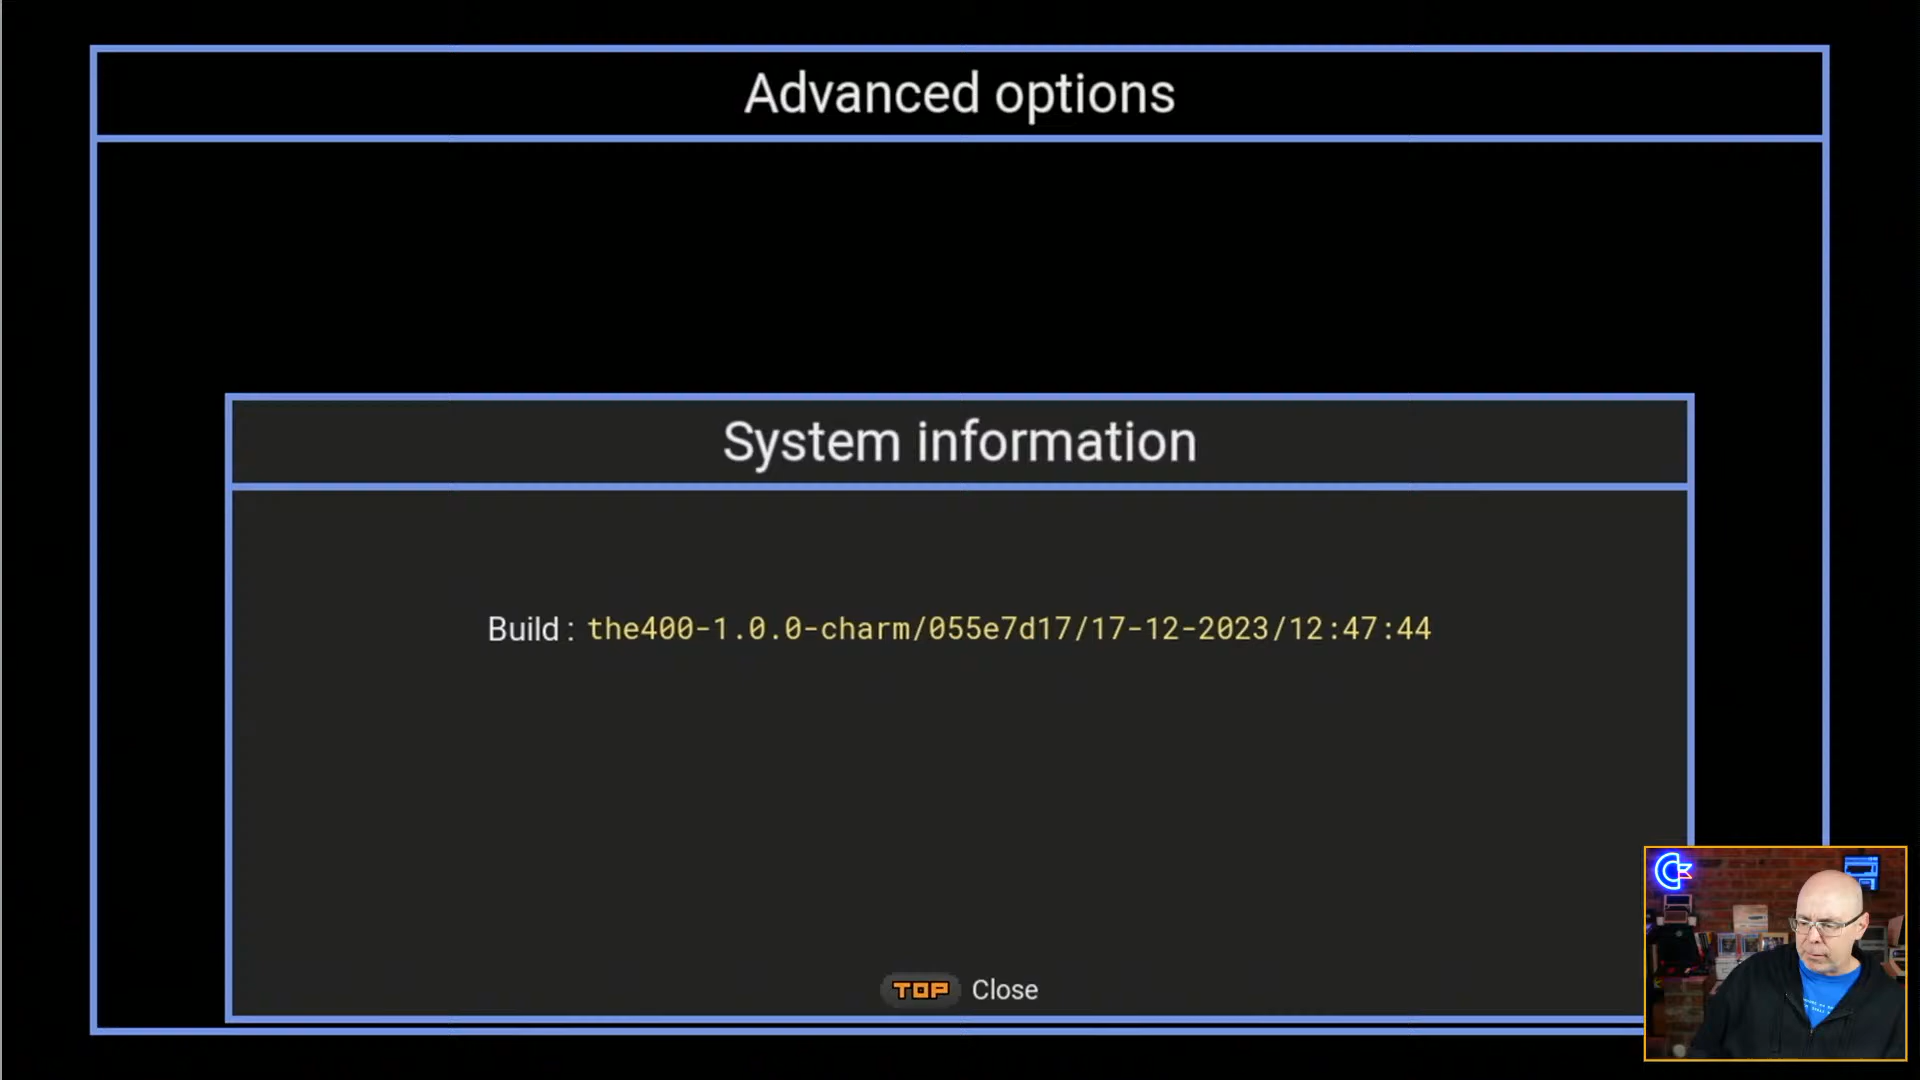 Advanced options
System information
Build: the400-1.0.0-charm/055e7d17/17-12-2023/12:47:44
TOP Close